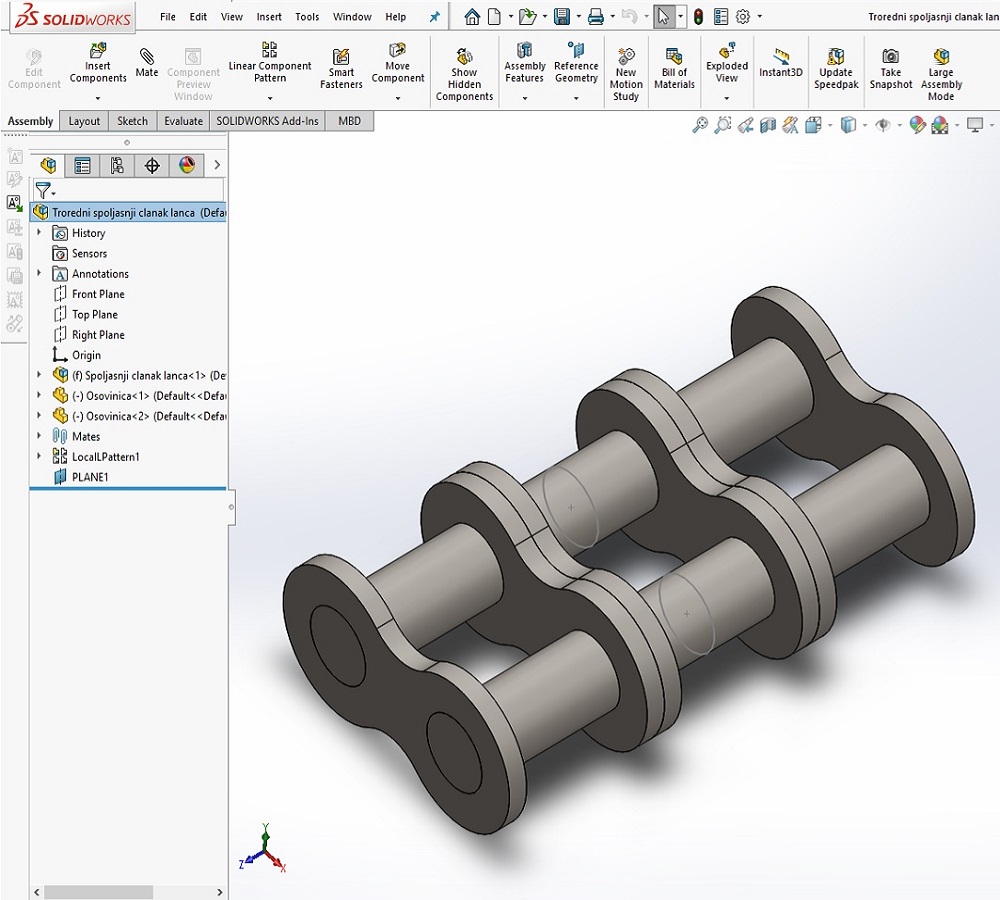 SOLIDWORKS File Edit View Insert Tools Window Help Troredni spoljasnji clanak lan
Edit Component
Insert Components
Mate
Component Preview Window
Linear Component Pattern
Smart Fasteners
Move Component
Show Hidden Components
Assembly Features
Reference Geometry
New Motion Study
Bill of Materials
Exploded View
Instant3D
Update Speedpak
Take Snapshot
Large Assembly Mode
Assembly Layout Sketch Evaluate SOLIDWORKS Add-Ins MBD
Troredni spoljasnji clanak lanca (Defau
History
Sensors
Annotations
Front Plane
Top Plane
Right Plane
Origin
(f) Spoljasnji clanak lanca<1> (De
(-) Osovinica<1> (Default<<Defau
(-) Osovinica<2> (Default<<Defau
Mates
LocalLPattern1
PLANE1
Y
Z X